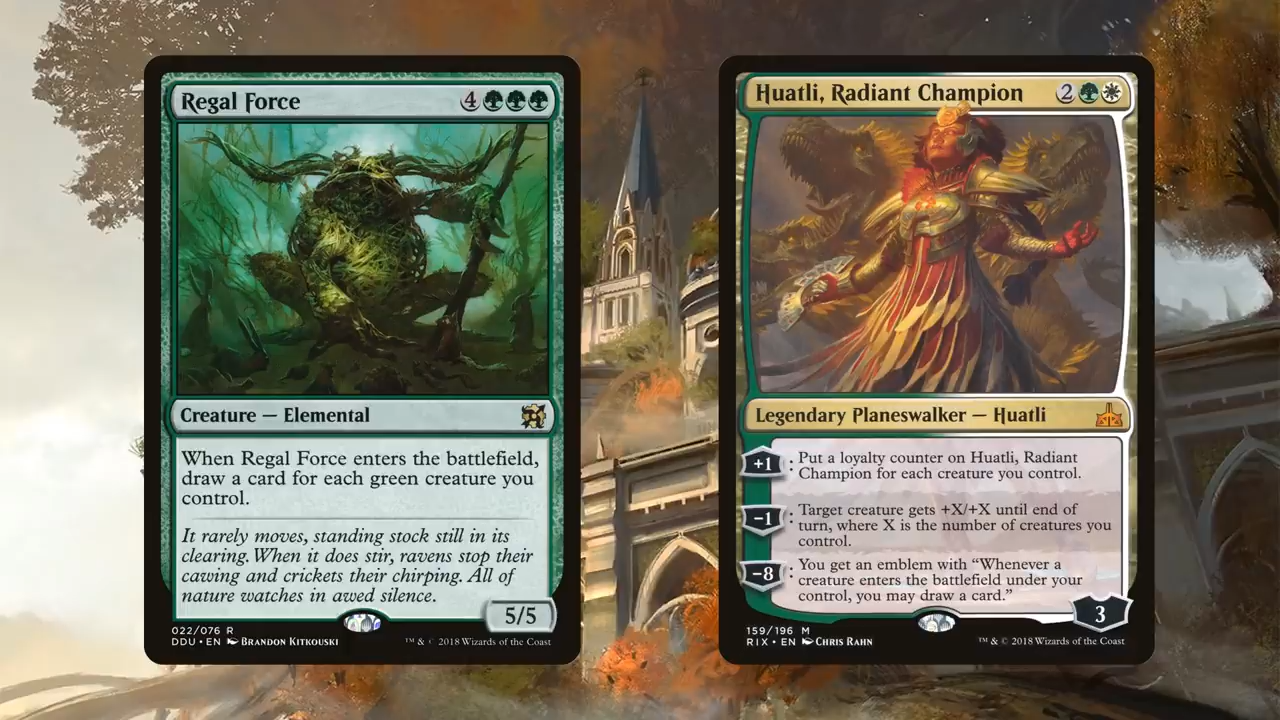 Regal Force 4
Creature — Elemental
When Regal Force enters the battlefield,
draw a card for each green creature you
control.
It rarely moves, standing stock still in its
clearing. When it does stir, ravens stop their
cawing and crickets their chirping. All of
nature watches in awed silence.
5/5
022/076 R
DDU • EN BRANDON KITKOUSKI
™ & © 2018 Wizards of the Coast
Huatli, Radiant Champion 2
Legendary Planeswalker — Huatli
+1 : Put a loyalty counter on Huatli, Radiant
Champion for each creature you control.
-1 : Target creature gets +X/+X until end of
turn, where X is the number of creatures you
control.
-8 : You get an emblem with “Whenever a
creature enters the battlefield under your
control, you may draw a card.”
3
159/196 M
RIX • EN CHRIS RAHN
™ & © 2018 Wizards of the Coast